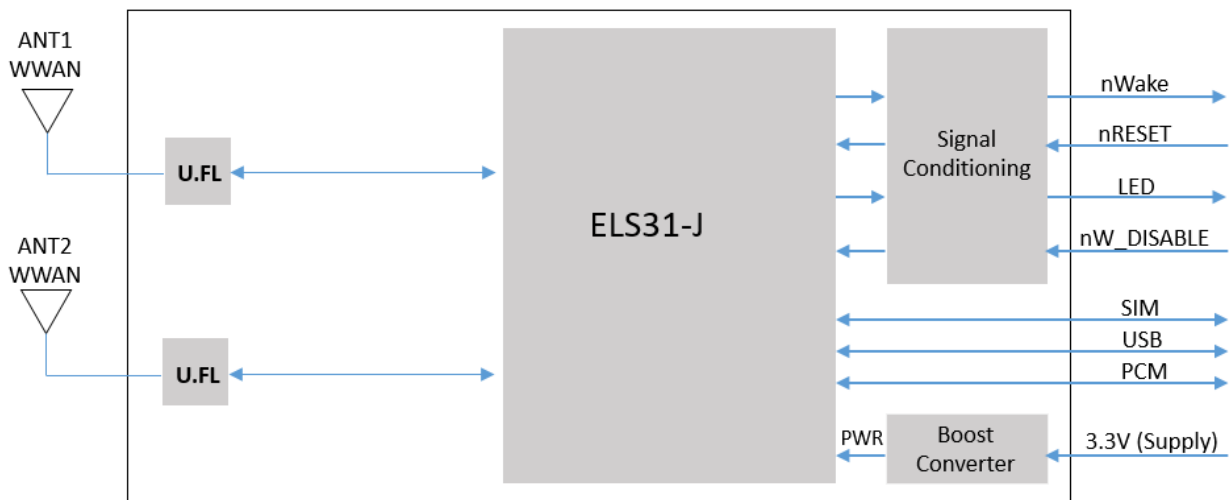 ANT1
WWAN
U.FL
ANT2
WWAN
U.FL
ELS31-J
Signal
Conditioning
nWake
nRESET
LED
nW_DISABLE
SIM
USB
PCM
PWR
Boost
Converter
3.3V (Supply)